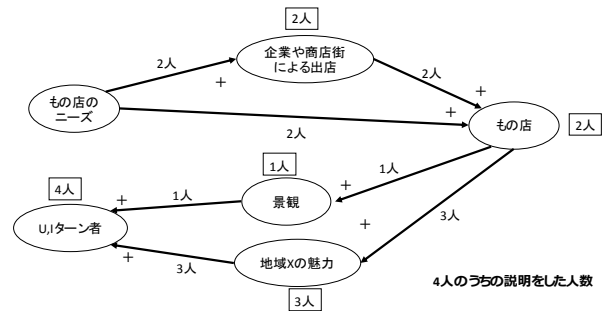 2人
企業や商店街
による出店
2人
+
2人
+
もの店の
ニーズ
+
もの店
2人
2人
1人
1人
+
4人
+
1人
景観
3人
U,Iターン者
+
+
3人
地域Xの魅力
4人のうちの説明をした人数
3人